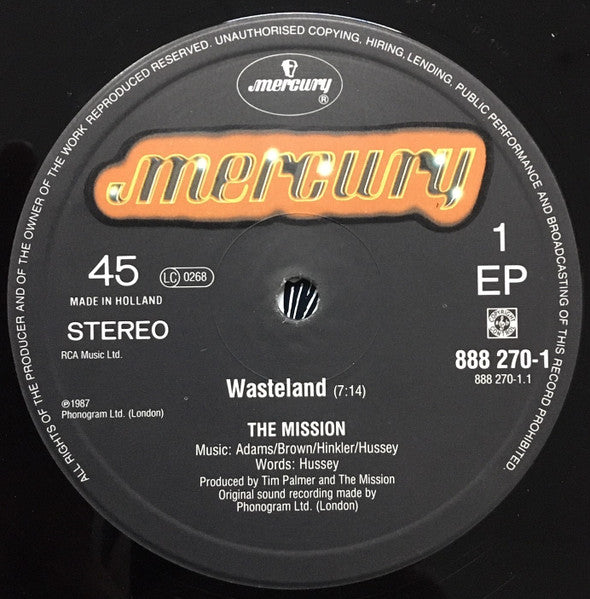 ALL RIGHTS OF THE PRODUCER AND OF THE OWNER OF THE WORK REPRODUCED RESERVED. UNAUTHORISED COPYING, HIRING, LENDING, PUBLIC PERFORMANCE AND BROADCASTING OF THIS RECORD PROHIBITED.
mercury
®
mercury
45
LC 0268
1
MADE IN HOLLAND
EP
STEREO
RCA Music Ltd.
888 270-1
888 270-1.1
Wasteland (7:14)
℗1987
Phonogram Ltd. (London)
THE MISSION
Music: Adams/Brown/Hinkler/Hussey
Words: Hussey
Produced by Tim Palmer and The Mission
Original sound recording made by
Phonogram Ltd. (London)